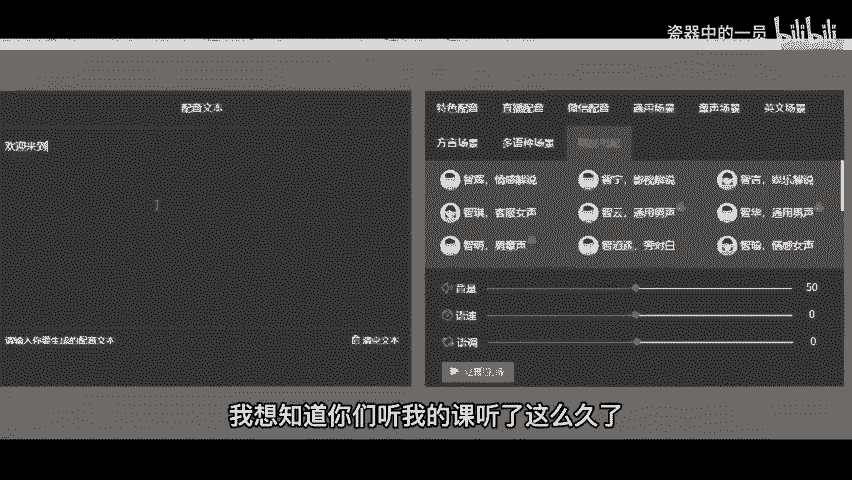 瓷器中的一员 bilibili
配音文本
欢迎来到
请输入你要生成的配音文本
清空文本
特色配音 直播配音 微信配音 通用场景 童声场景 英文场景
方言场景 多语种场景
智辉，情感解说 智宁，影视解说 智言，娱乐解说
智琪，客服女声 智云，通用男声 智华，通用男声
智萌，男童声 智逍遥，旁对白 智瑜，情感女声
音量 50
语速 0
语调 0
我想知道你们听我的课听了这么久了